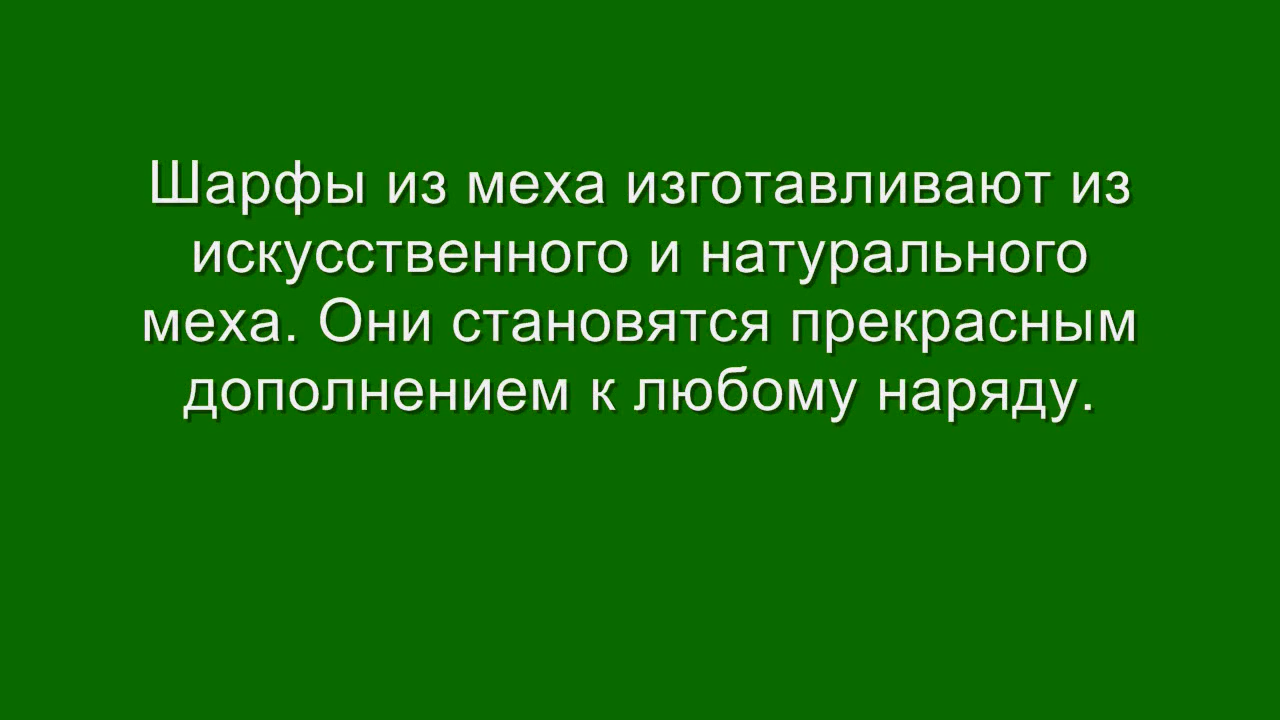 Шарфы из меха изготавливают из
искусственного и натурального
меха. Они становятся прекрасным
дополнением к любому наряду.